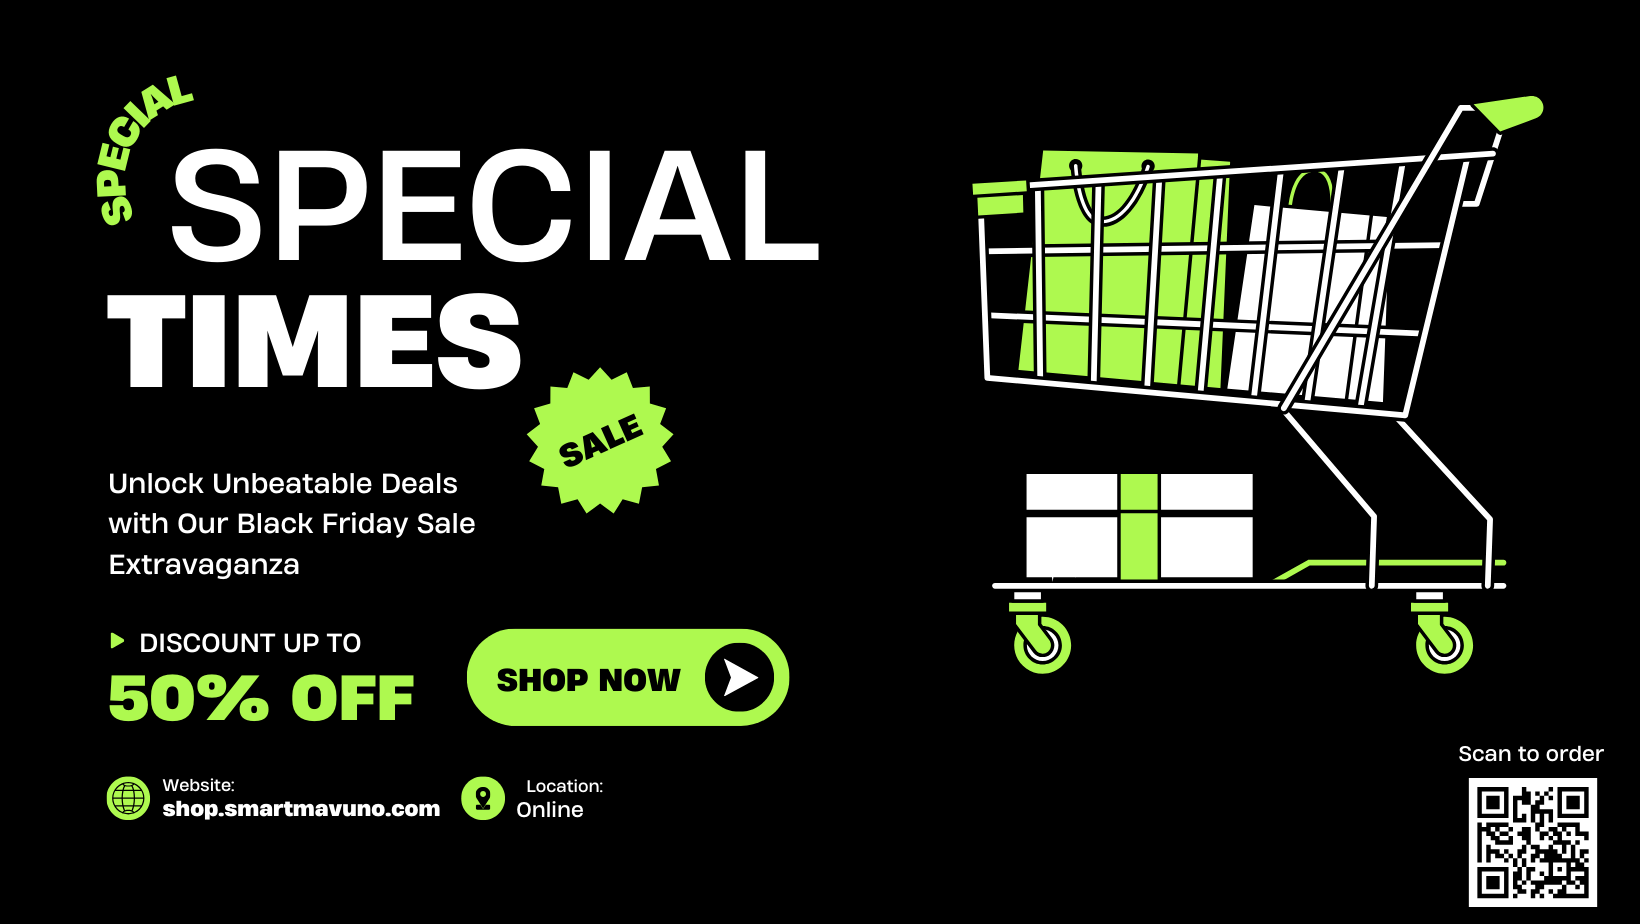 SPECIAL
SPECIAL
TIMES
SALE
Unlock Unbeatable Deals
with Our Black Friday Sale
Extravaganza
DISCOUNT UP TO
50% OFF
SHOP NOW
Website:
shop.smartmavuno.com
Location:
Online
Scan to order